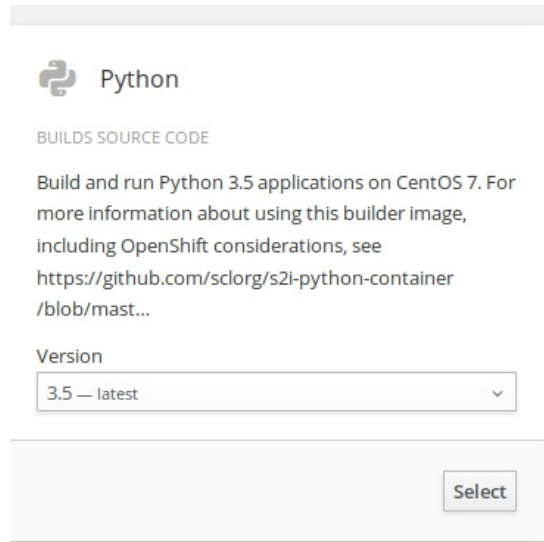 Python
BUILDS SOURCE CODE
Build and run Python 3.5 applications on CentOS 7. For
more information about using this builder image,
including OpenShift considerations, see
https://github.com/sclorg/s2i-python-container
/blob/mast...
Version
3.5 — latest
Select